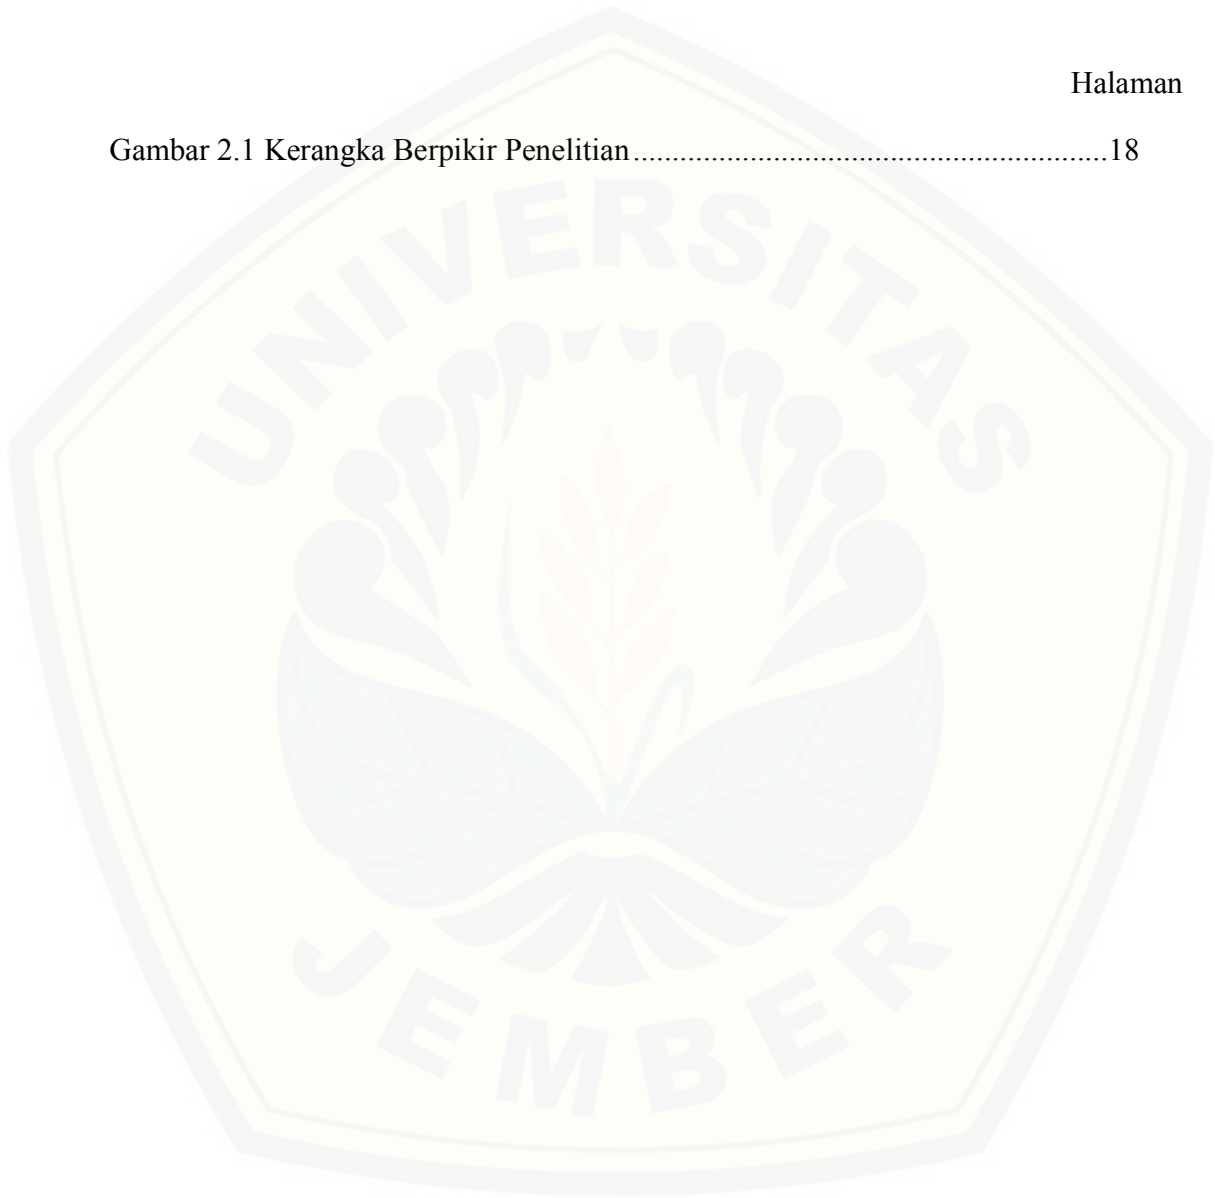 Halaman
Gambar 2.1 Kerangka Berpikir Penelitian...........................................................18
UNIVERSITAS
JEMBER